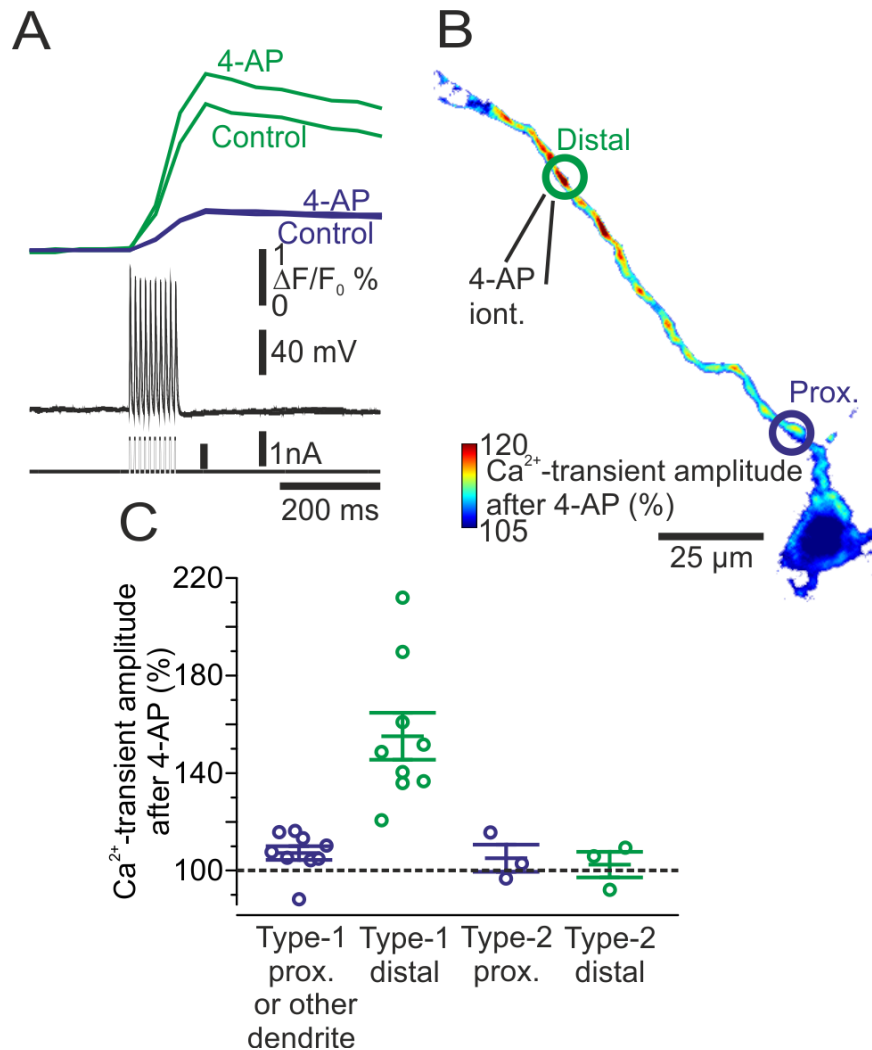 A
4-AP
Control
4-AP
Control
1
ΔF/F₀ %
0
40 mV
1nA
200 ms
B
Distal
4-AP
iont.
Prox.
120
Ca²⁺-transient amplitude
after 4-AP (%)
105
25 µm
C
Ca²⁺-transient amplitude
after 4-AP (%)
220
180
140
100
Type-1
prox.
or other
dendrite
Type-1
distal
Type-2
prox.
Type-2
distal